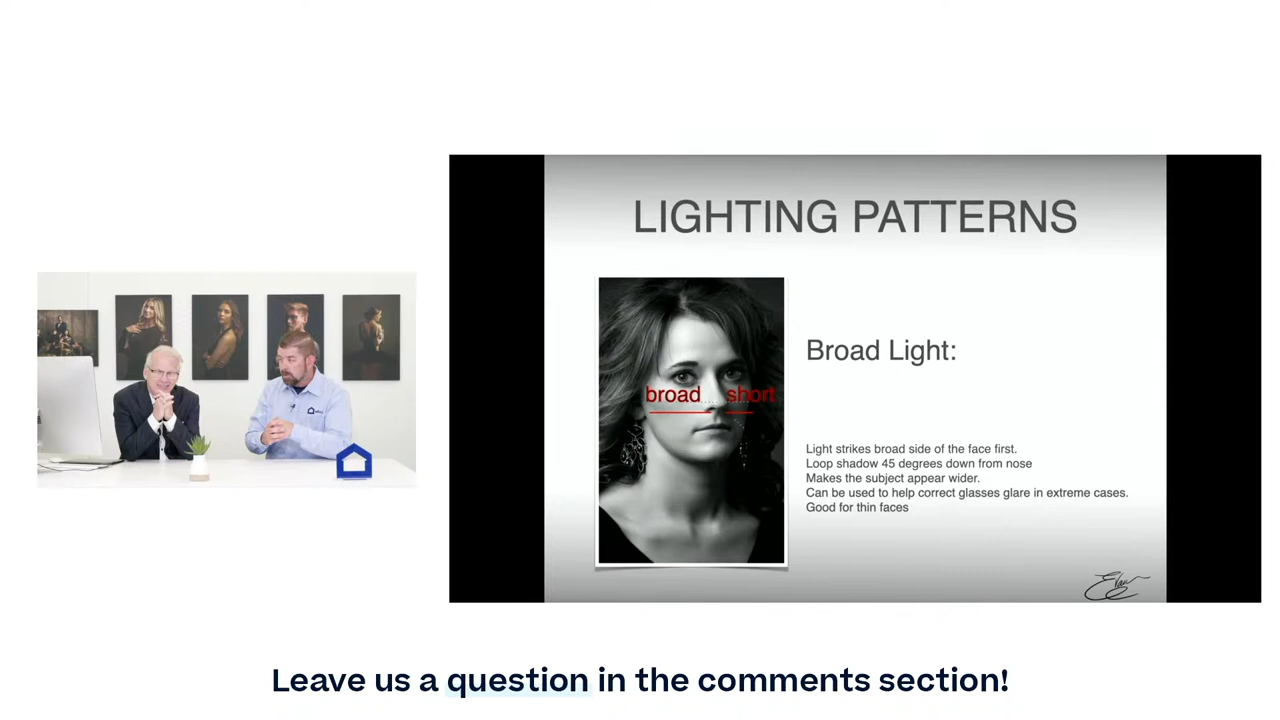 LIGHTING PATTERNS
broad
short
Broad Light:
Light strikes broad side of the face first.
Loop shadow 45 degrees down from nose
Makes the subject appear wider.
Can be used to help correct glasses glare in extreme cases.
Good for thin faces
Leave us a question in the comments section!